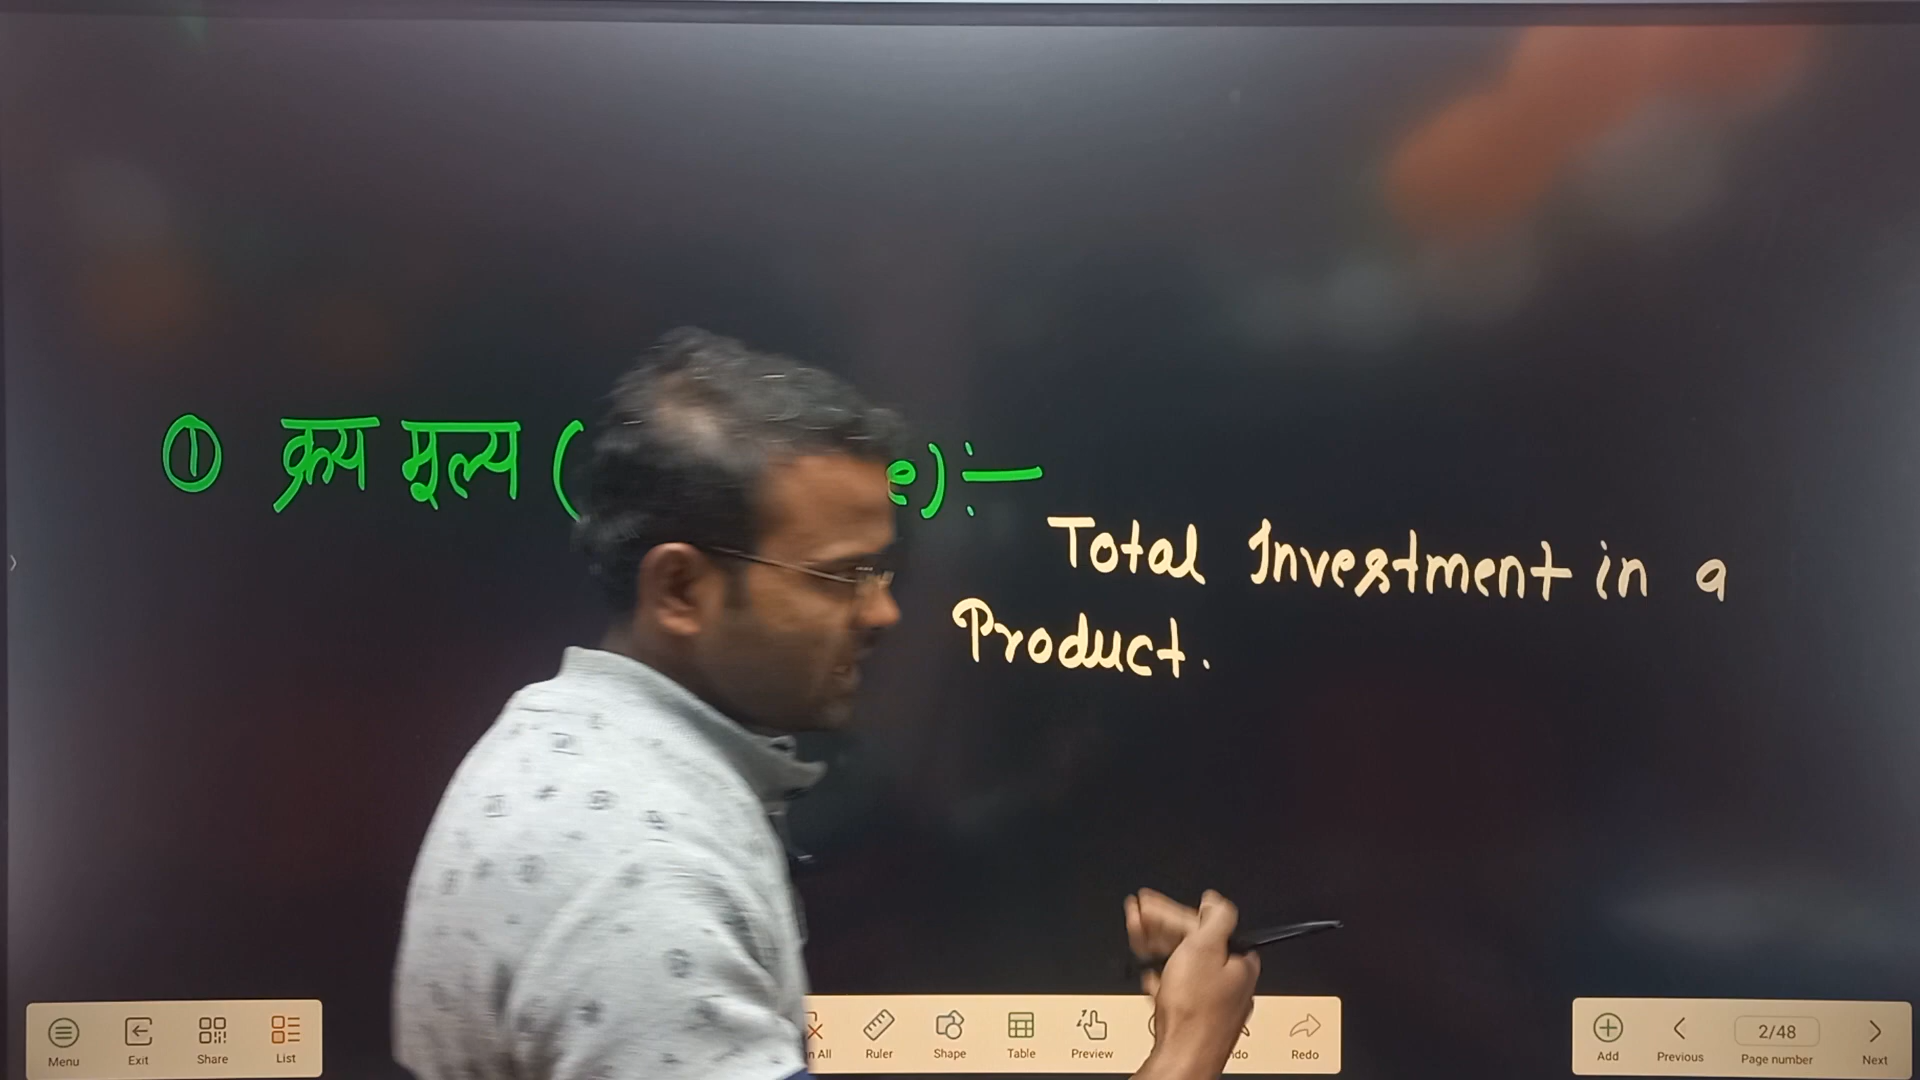 ① क्रय मूल्य ( e) :—
Total Investment in a
Product.
Menu Exit Share List Ruler Shape Table Preview Redo Add Previous 2/48 Page number Next